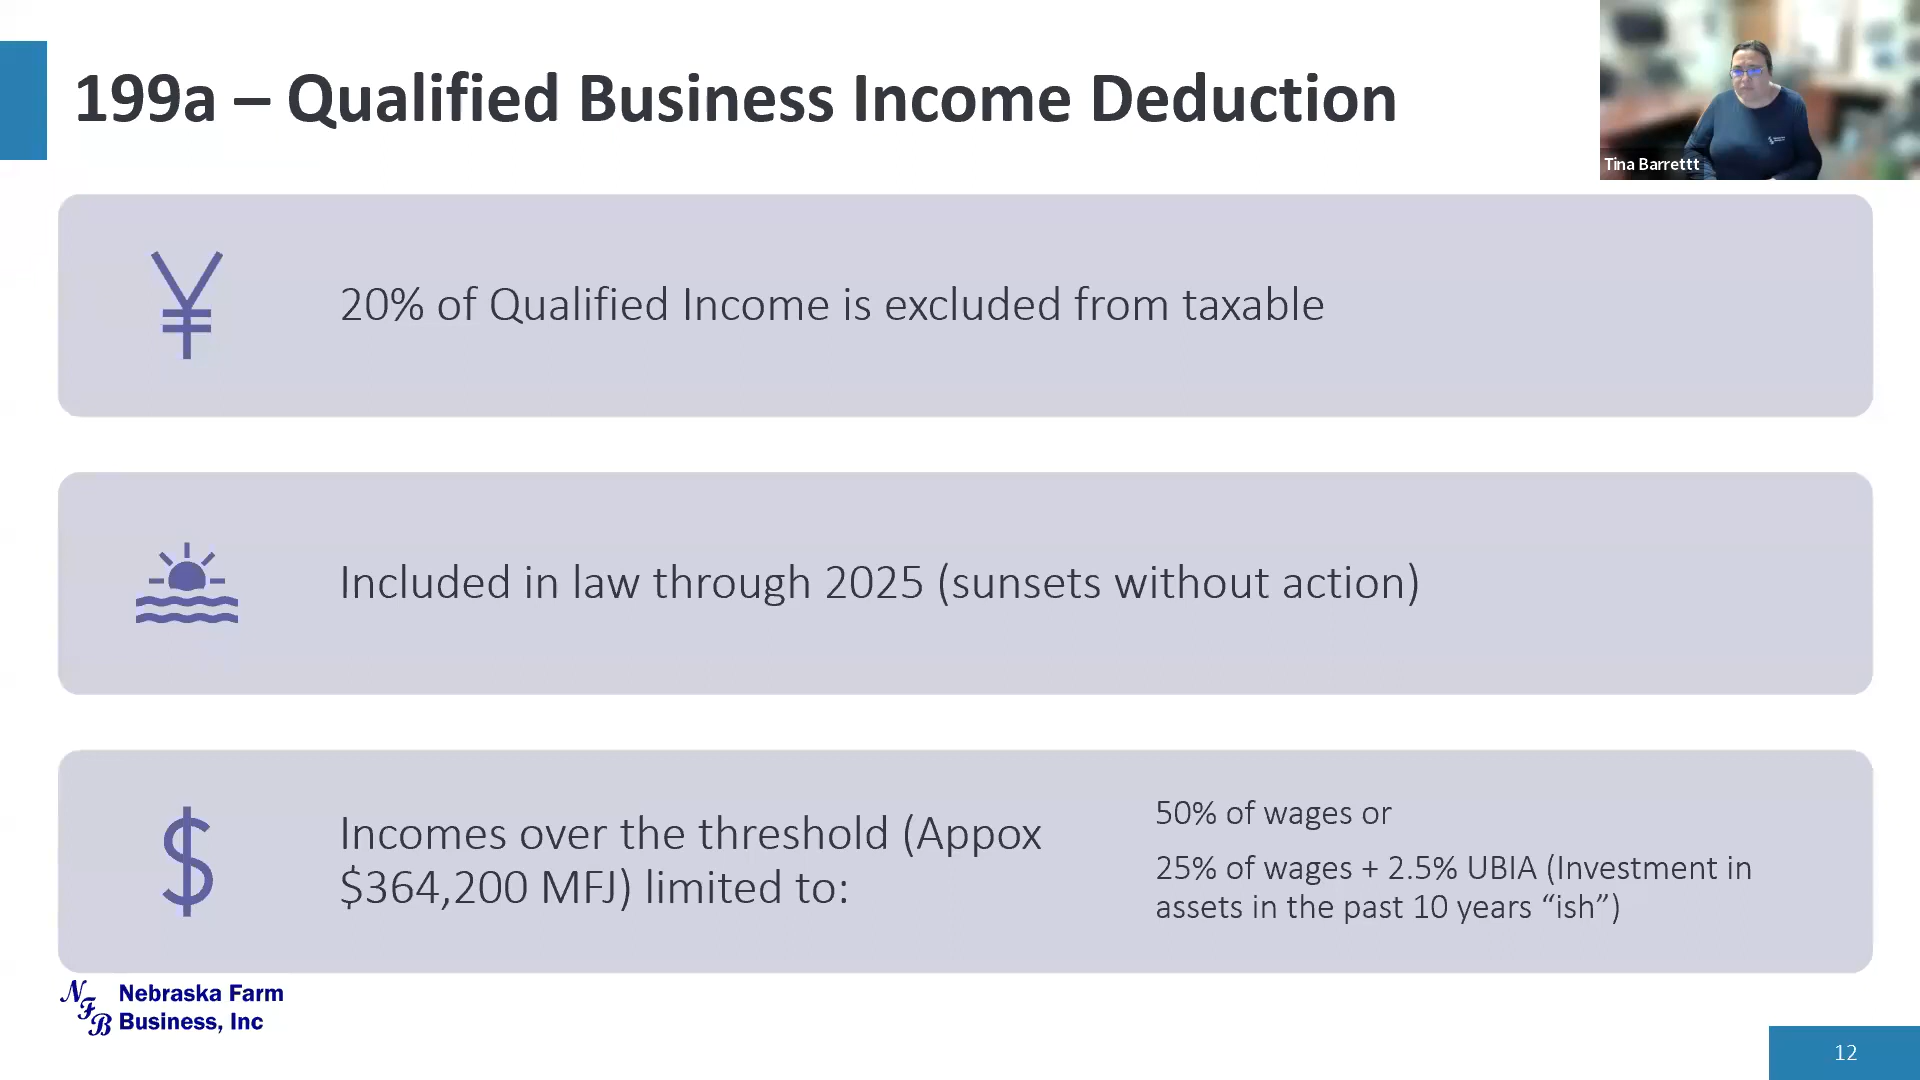 199a – Qualified Business Income Deduction
Tina Barrettt
¥
20% of Qualified Income is excluded from taxable
Included in law through 2025 (sunsets without action)
$
Incomes over the threshold (Appox
$364,200 MFJ) limited to:
50% of wages or
25% of wages + 2.5% UBIA (Investment in
assets in the past 10 years “ish”)
NFB
Nebraska Farm
Business, Inc
12